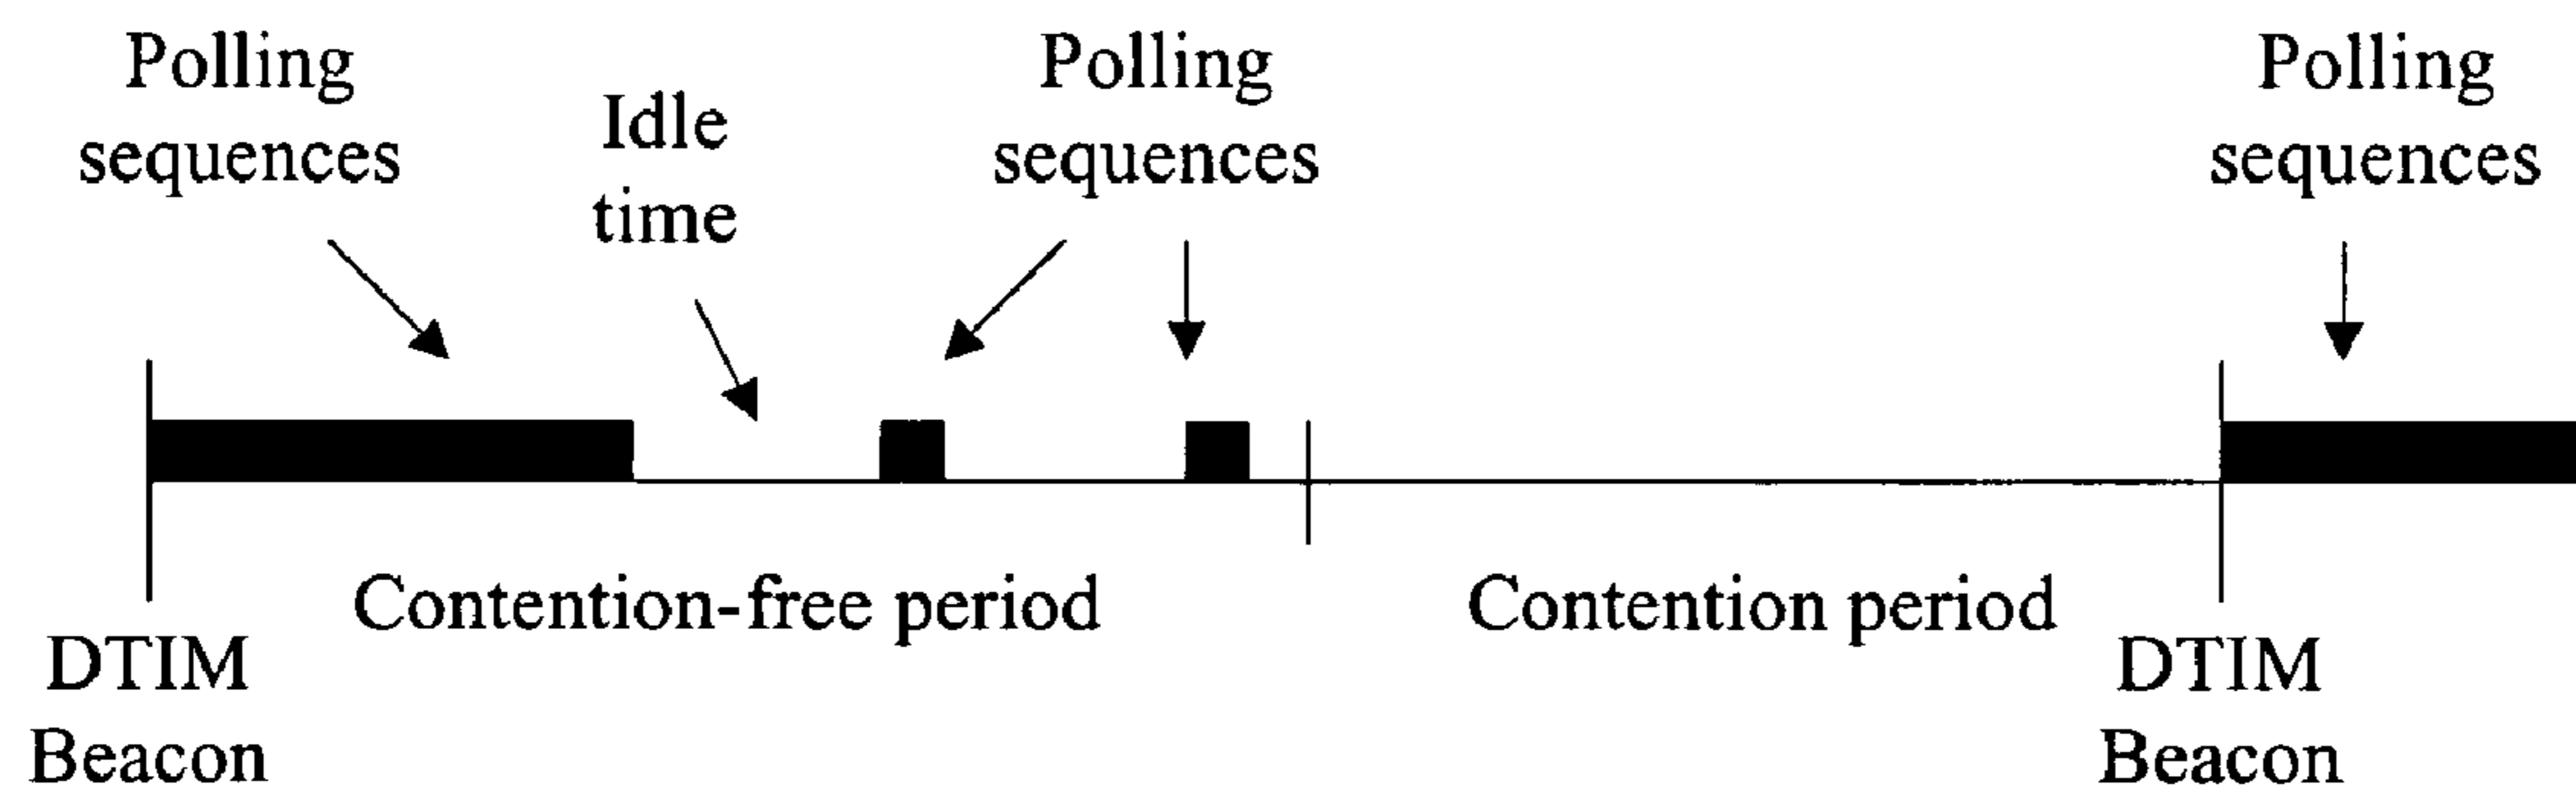 Polling
sequences
Idle
time
Polling
sequences
Polling
sequences
Contention-free period
Contention period
DTIM
Beacon
DTIM
Beacon